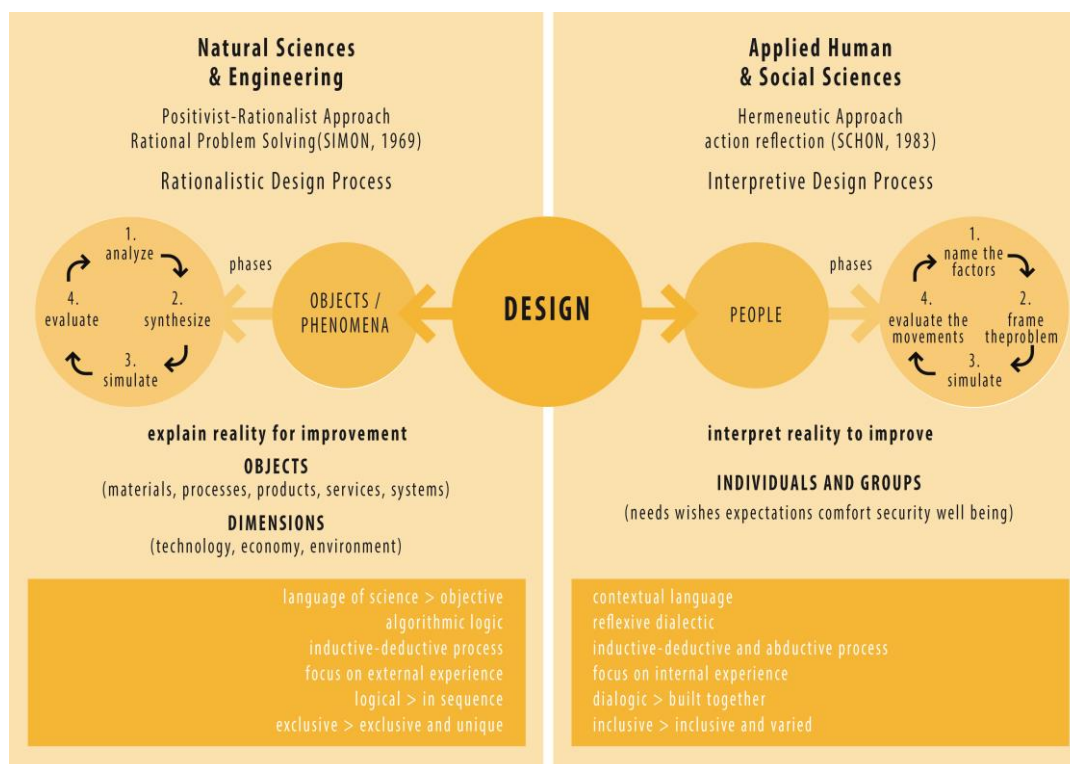 Natural Sciences
& Engineering
Positivist-Rationalist Approach
Rational Problem Solving(SIMON, 1969)
Rationalistic Design Process
1.
analyze
2.
synthesize
3.
simulate
4.
evaluate
phases
OBJECTS /
PHENOMENA
explain reality for improvement
OBJECTS
(materials, processes, products, services, systems)
DIMENSIONS
(technology, economy, environment)
language of science > objective
algorithmic logic
inductive-deductive process
focus on external experience
logical > in sequence
exclusive > exclusive and unique
DESIGN
Applied Human
& Social Sciences
Hermeneutic Approach
action reflection (SCHON, 1983)
Interpretive Design Process
PEOPLE
phases
1.
name the
factors
2.
frame
theproblem
3.
simulate
4.
evaluate the
movements
interpret reality to improve
INDIVIDUALS AND GROUPS
(needs wishes expectations comfort security well being)
contextual language
reflexive dialectic
inductive-deductive and abductive process
focus on internal experience
dialogic > built together
inclusive > inclusive and varied